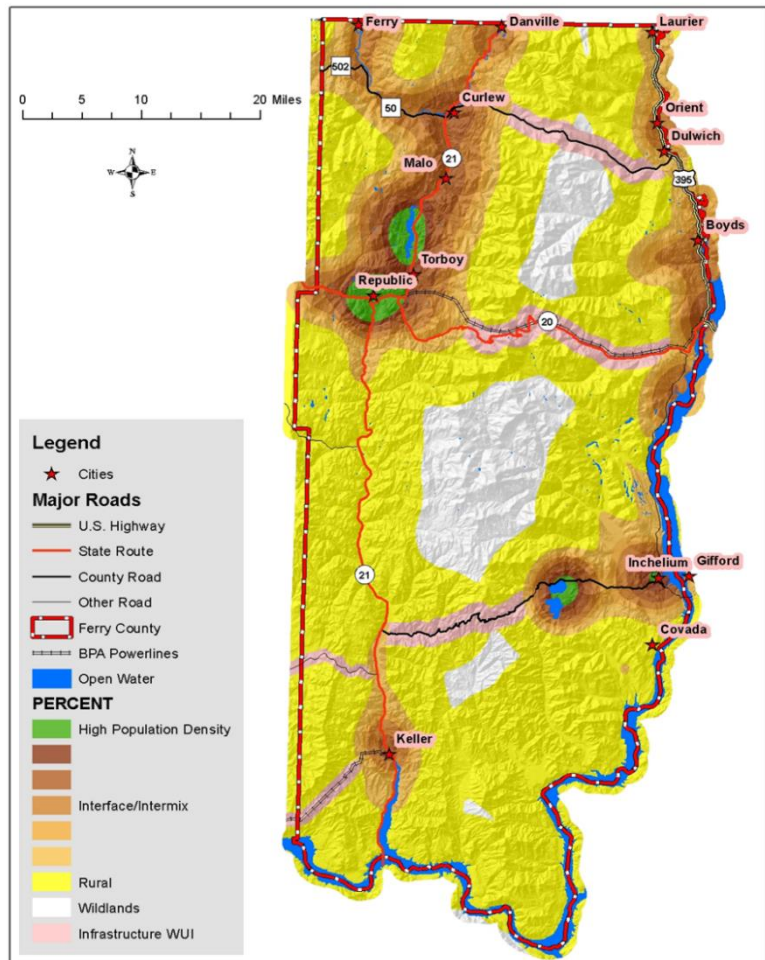 Ferry
Danville
Laurier
502
0 5 10 20 Miles
50
Curlew
Orient
Dulwich
N
W E
S
Malo
21
395
Boyds
Torboy
Republic
20
Legend
Cities
Major Roads
U.S. Highway
State Route
County Road
Other Road
Ferry County
BPA Powerlines
Open Water
PERCENT
High Population Density
Interface/Intermix
Rural
Wildlands
Infrastructure WUI
21
Inchelium
Gifford
Covada
Keller